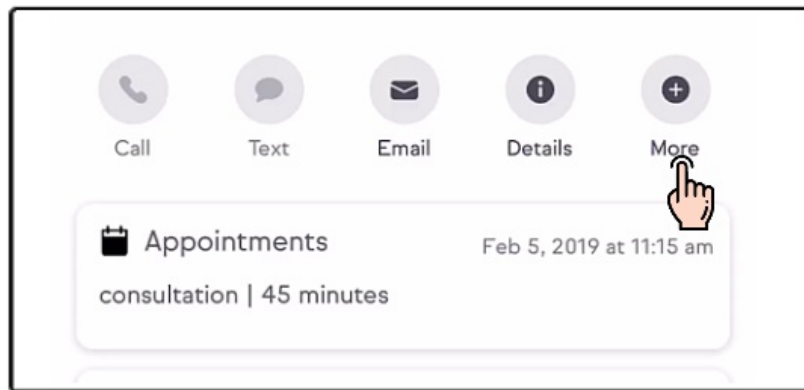 Call Text Email Details More
Appointments Feb 5, 2019 at 11:15 am
consultation | 45 minutes